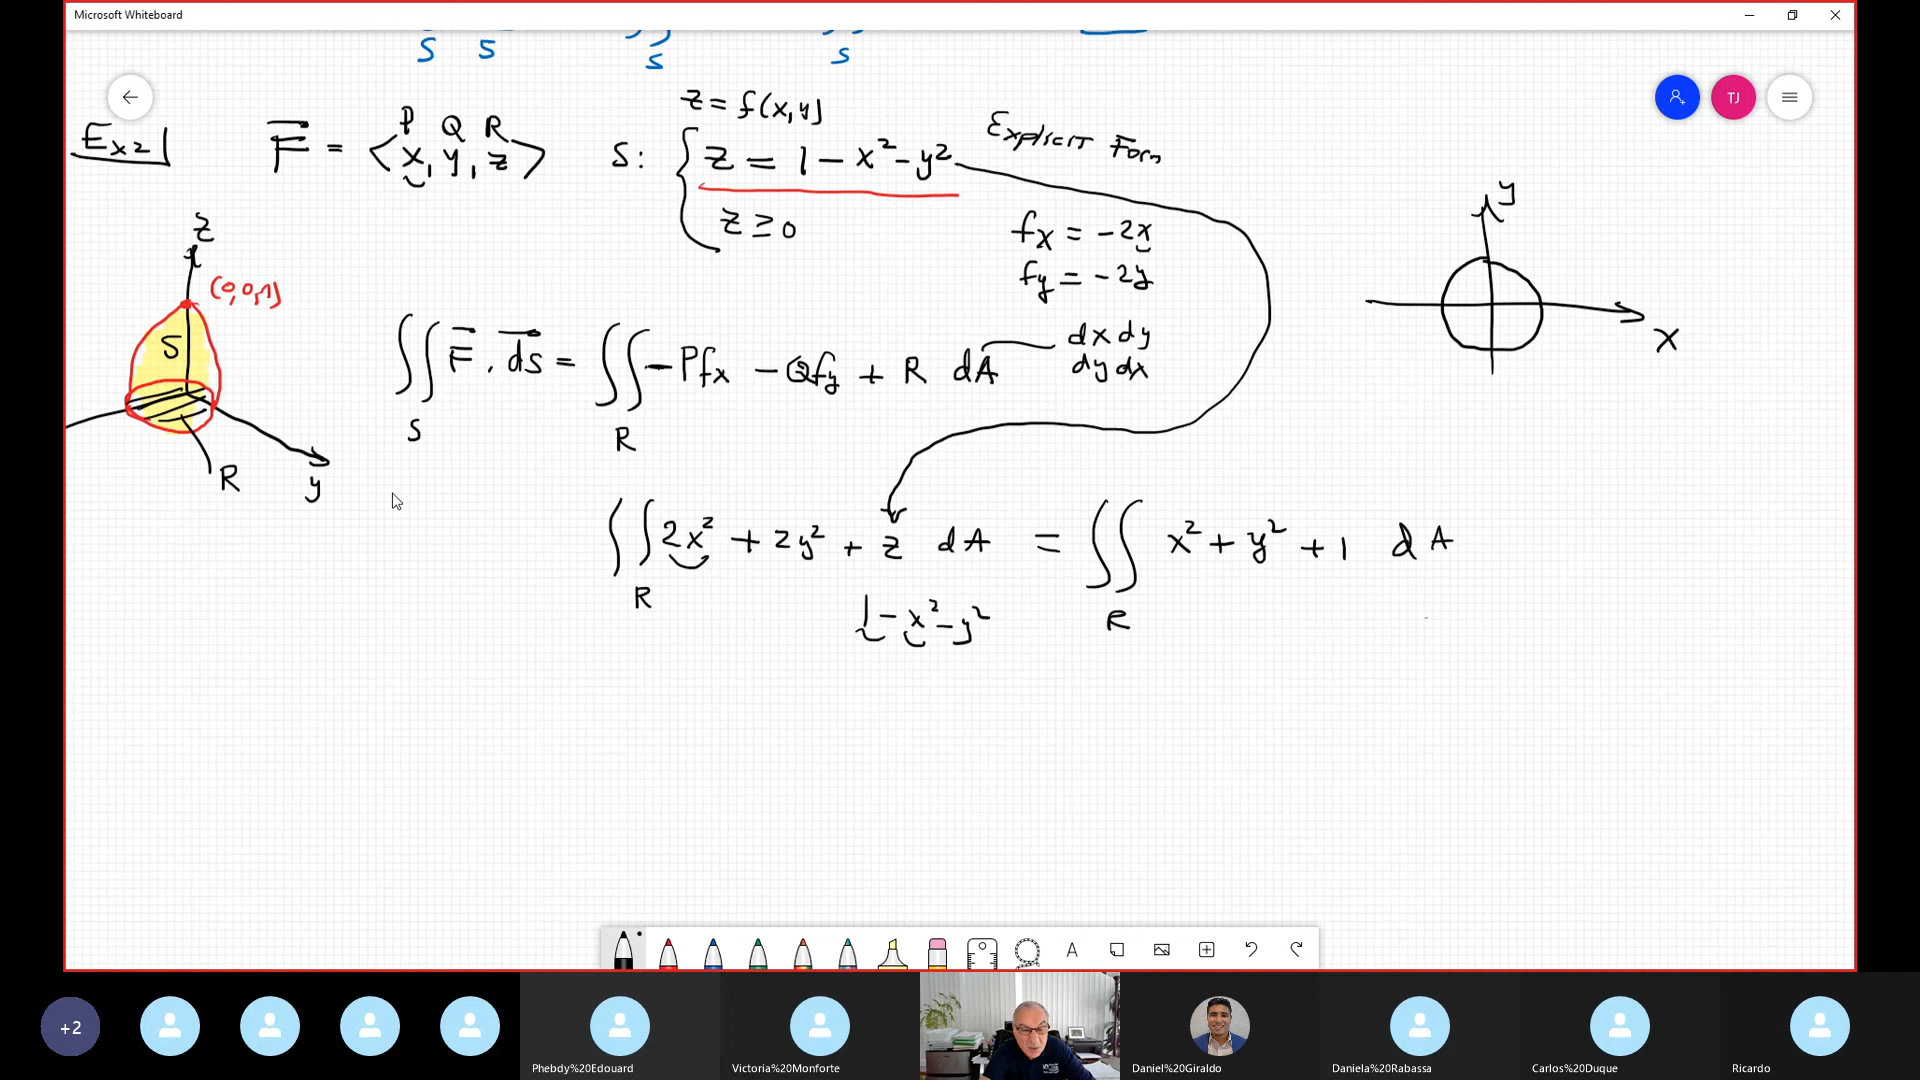 Microsoft Whiteboard
S S S S
TJ
Ex2
F = <x, y, z>
P Q R
S: { z = 1 - x² - y²
z ≥ 0
z = f(x,y)
Explicit Form
fx = -2x
fy = -2y
y
x
z
(0,0,1)
S
R
y
∫∫ F . ds = ∫∫ -Pfx - Qfy + R dA
S R
dx dy
dy dx
∫∫ 2x² + 2y² + z dA = ∫∫ x² + y² + 1 dA
R R
1 - x² - y²
A
+2
Phebdy%20Edouard
Victoria%20Monforte
Daniel%20Giraldo
Daniela%20Rabassa
Carlos%20Duque
Ricardo